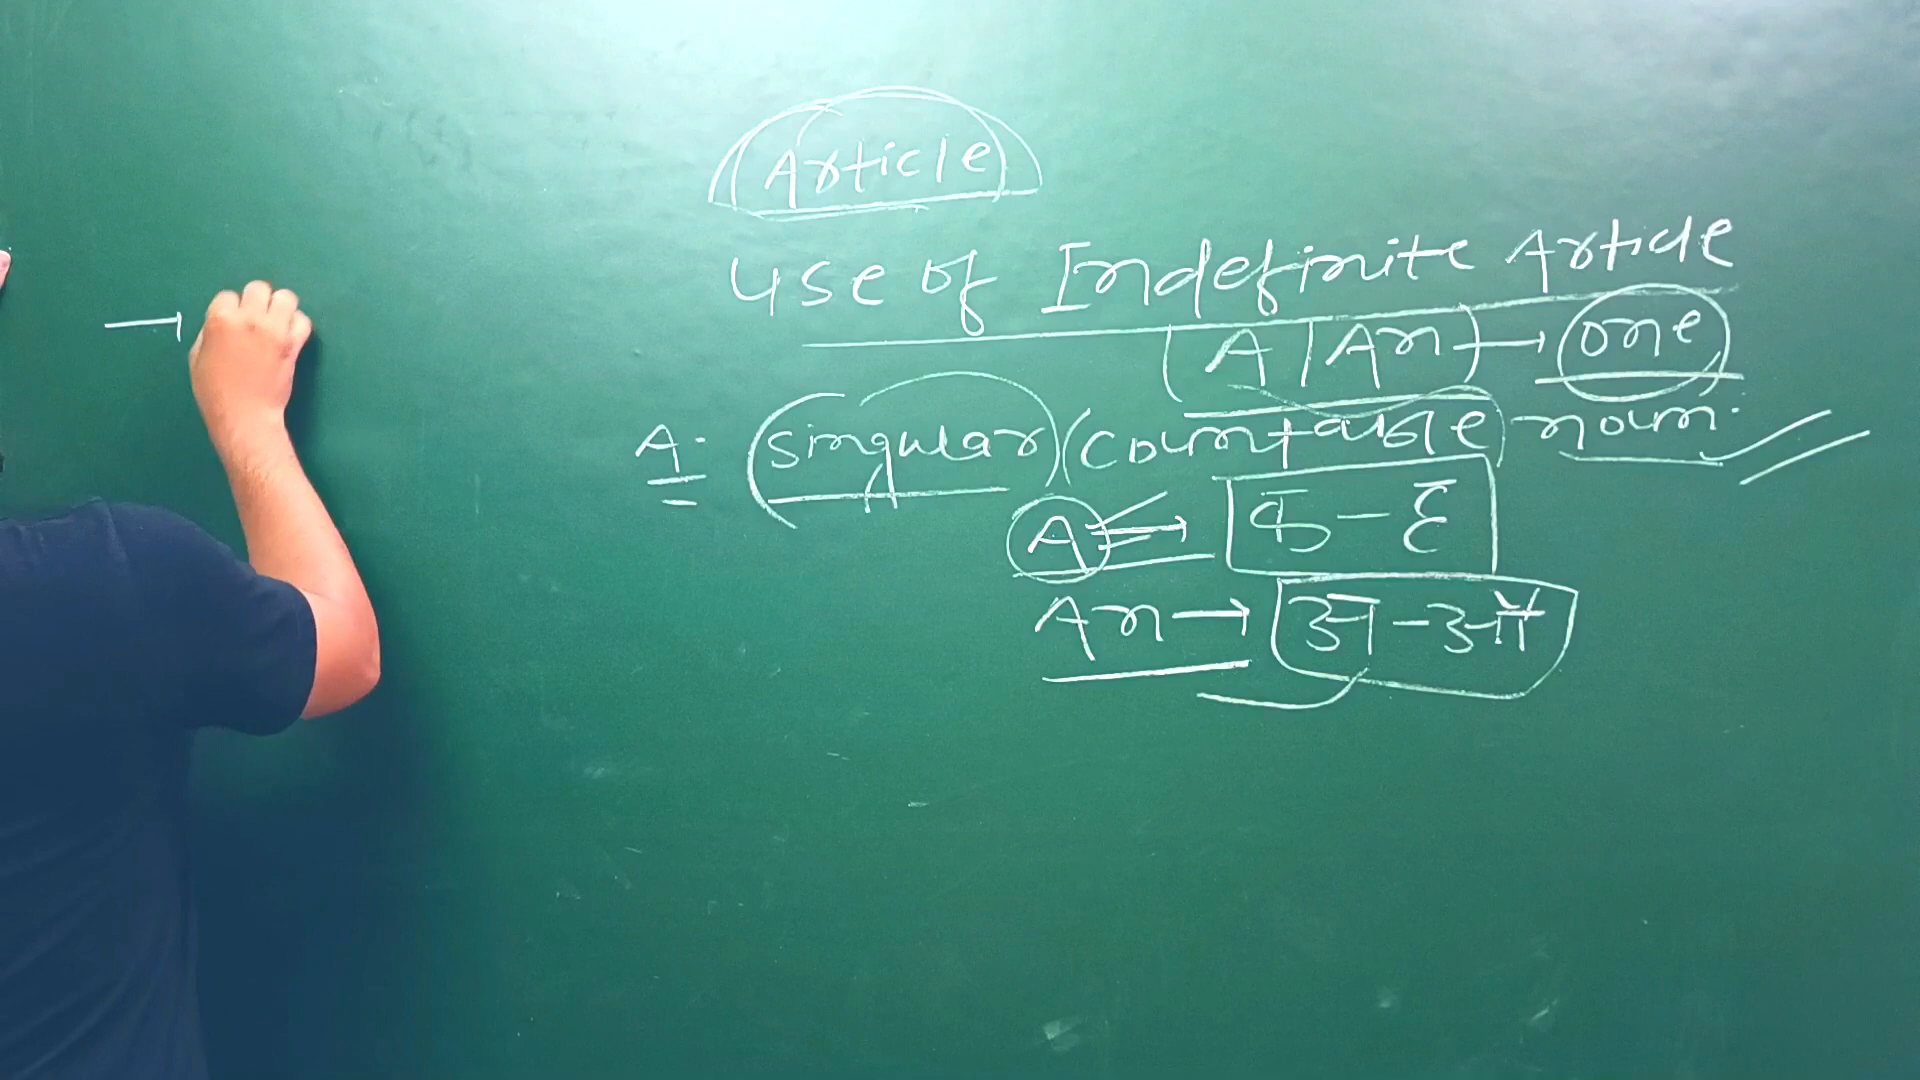 Article
Use of Indefinite Article
(A/An) → one
A. Singular (countable) noun.
A → क - ह
An → अ - औ
→